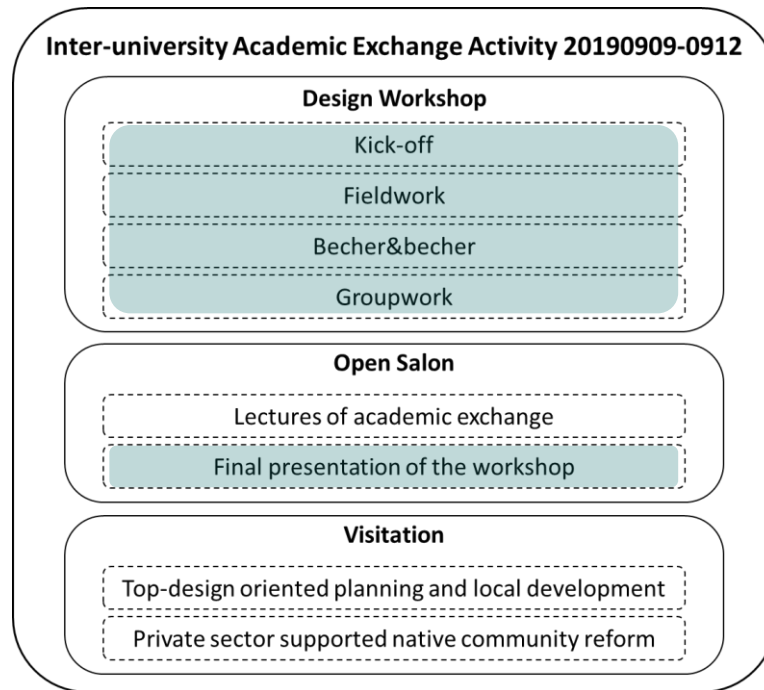 Inter-university Academic Exchange Activity 20190909-0912
Design Workshop
Kick-off
Fieldwork
Becher&becher
Groupwork
Open Salon
Lectures of academic exchange
Final presentation of the workshop
Visitation
Top-design oriented planning and local development
Private sector supported native community reform